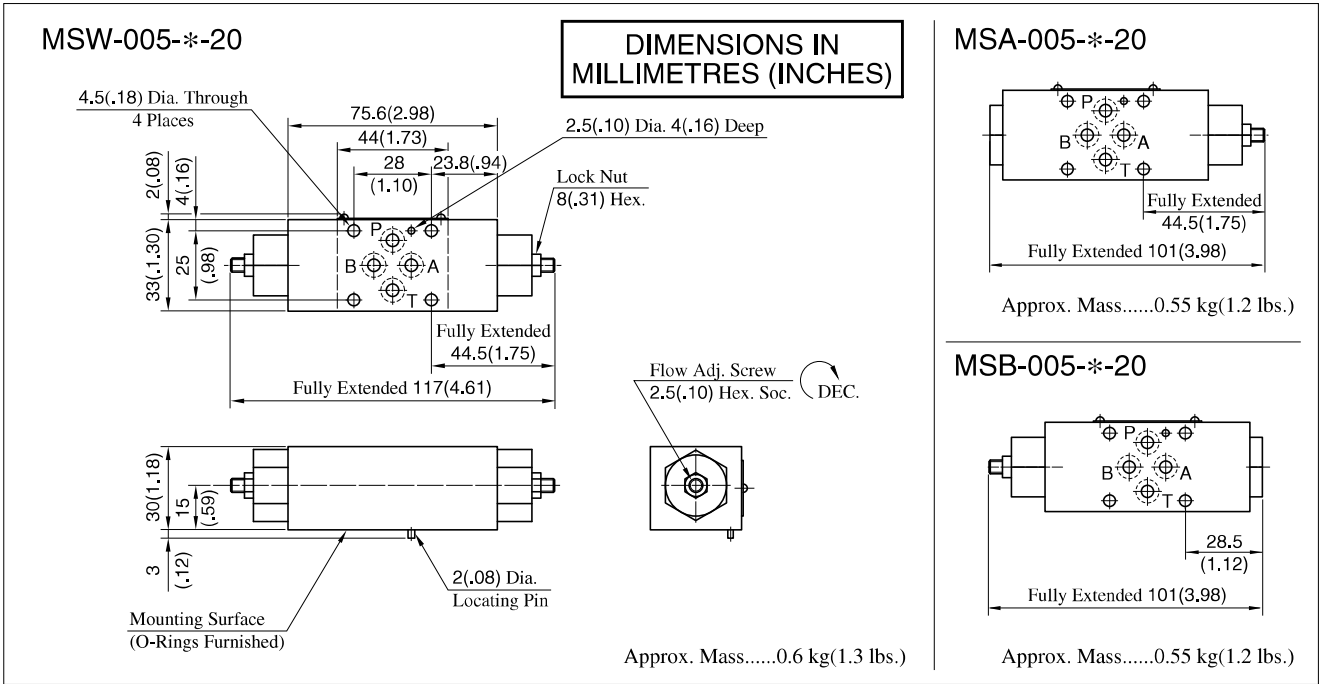 MSW-005-*-20
DIMENSIONS IN
MILLIMETRES (INCHES)
4.5(.18) Dia. Through
4 Places
75.6(2.98)
44(1.73)
28
(1.10)
23.8(.94)
2.5(.10) Dia. 4(.16) Deep
Lock Nut
8(.31) Hex.
2(.08)
4(.16)
33(.1.30)
25
(.98)
P
B
A
T
Fully Extended
44.5(1.75)
Fully Extended 117(4.61)
Flow Adj. Screw
2.5(.10) Hex. Soc.
DEC.
30(1.18)
15
(.59)
3
(.12)
2(.08) Dia.
Locating Pin
Mounting Surface
(O-Rings Furnished)
Approx. Mass......0.6 kg(1.3 lbs.)
MSA-005-*-20
P
B
A
T
Fully Extended
44.5(1.75)
Fully Extended 101(3.98)
Approx. Mass......0.55 kg(1.2 lbs.)
MSB-005-*-20
P
B
A
T
28.5
(1.12)
Fully Extended 101(3.98)
Approx. Mass......0.55 kg(1.2 lbs.)